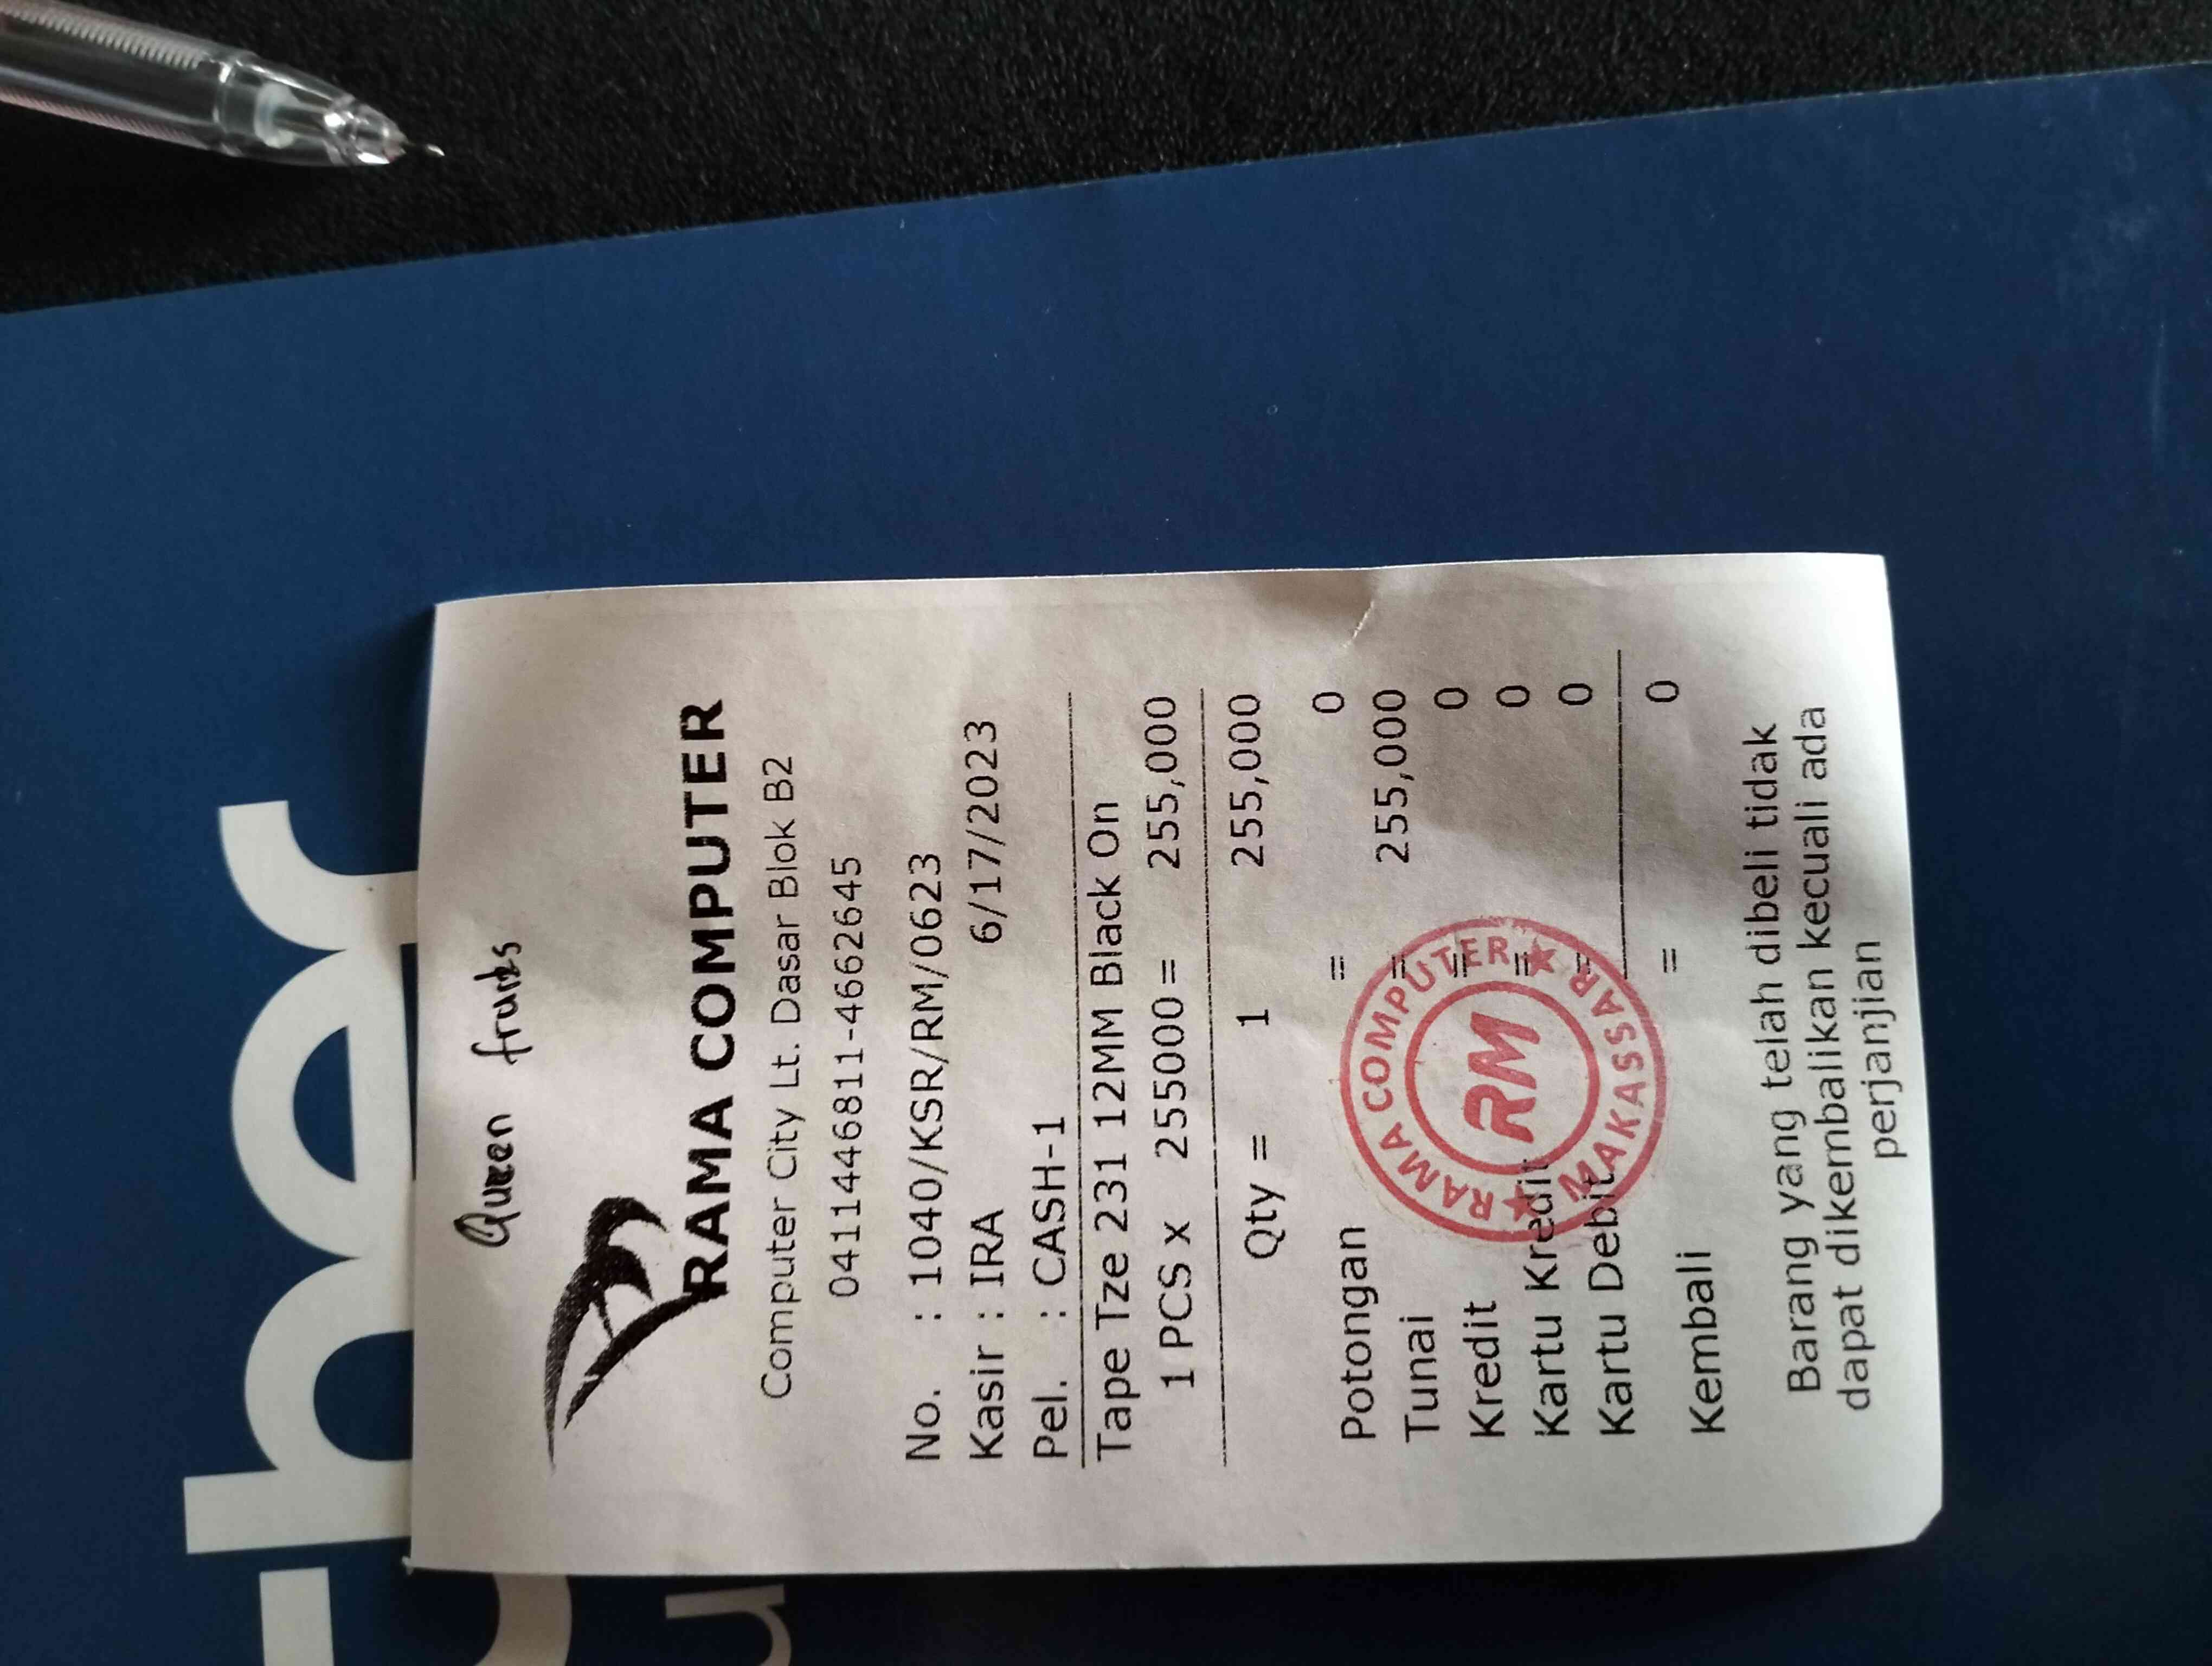 Queen fruits
RAMA COMPUTER
Computer City Lt. Dasar Blok B2
04114466811-4662645
No. : 1040/KSR/RM/0623
Kasir : IRA 6/17/2023
Pel. : CASH-1
Tape Tze 231 12MM Black On
1 PCS x 255000 = 255,000
Qty = 1 255,000
Potongan = 0
Tunai = 255,000
Kredit = 0
Kartu Kredit = 0
Kartu Debit = 0
Kembali = 0
RAMA COMPUTER
RM
MAKASSAR
Barang yang telah dibeli tidak
dapat dikembalikan kecuali ada
perjanjian